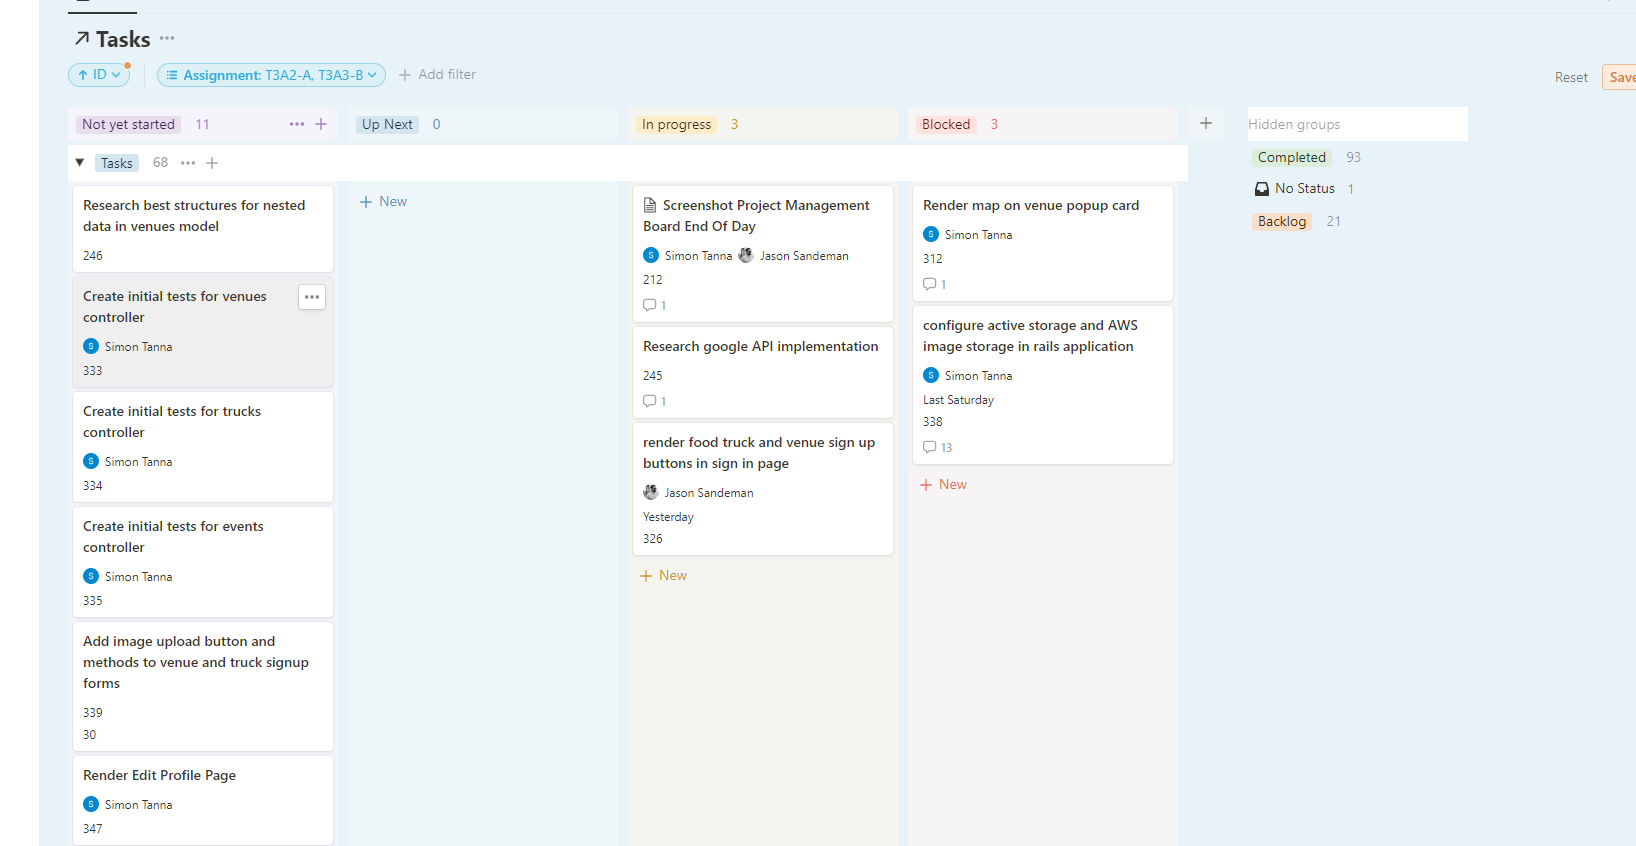 Tasks
ID
Assignment: T3A2-A, T3A3-B
Add filter
Reset
Save
Not yet started 11
Up Next 0
In progress 3
Blocked 3
Hidden groups
Tasks 68
Completed 93
No Status 1
Backlog 21
Research best structures for nested
data in venues model
246
Create initial tests for venues
controller
S Simon Tanna
333
Create initial tests for trucks
controller
S Simon Tanna
334
Create initial tests for events
controller
S Simon Tanna
335
Add image upload button and
methods to venue and truck signup
forms
339
30
Render Edit Profile Page
S Simon Tanna
347
New
Screenshot Project Management
Board End Of Day
S Simon Tanna Jason Sandeman
212
1
Research google API implementation
245
1
render food truck and venue sign up
buttons in sign in page
Jason Sandeman
Yesterday
326
New
Render map on venue popup card
S Simon Tanna
312
1
configure active storage and AWS
image storage in rails application
S Simon Tanna
Last Saturday
338
13
New